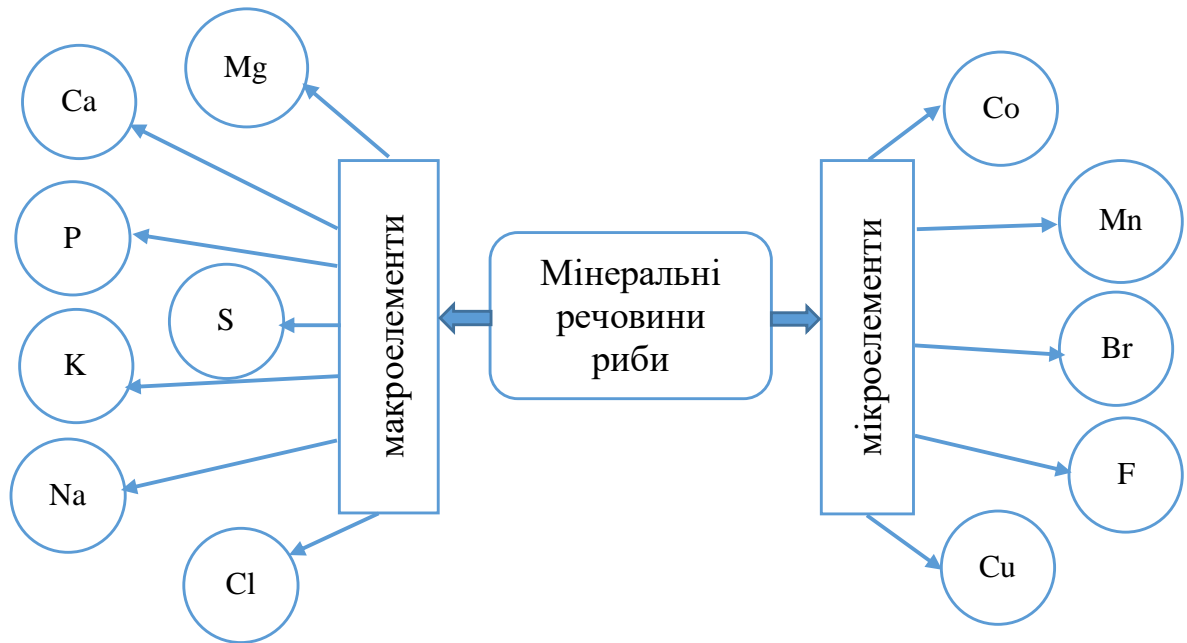 Mg
Ca
P
S
K
Na
Cl
макроелементи
Мінеральні
речовини
риби
мікроелементи
Co
Mn
Br
F
Cu